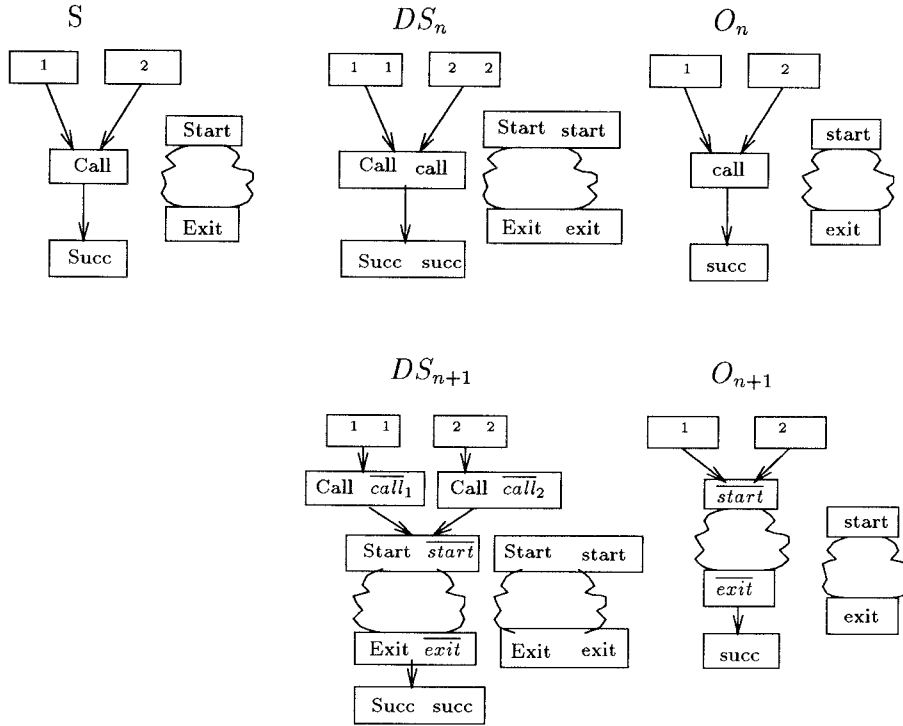 S
DS_n
O_n
1 2
1 1 2 2
1 2
Start
Start start
start
Call
Call call
call
Exit
Exit exit
exit
Succ
Succ succ
succ
DS_{n+1}
O_{n+1}
1 1 2 2
1 2
Call \overline{call}_1
Call \overline{call}_2
\overline{start}
Start \overline{start}
Start start
start
\overline{exit}
Exit \overline{exit}
Exit exit
exit
succ
Succ succ